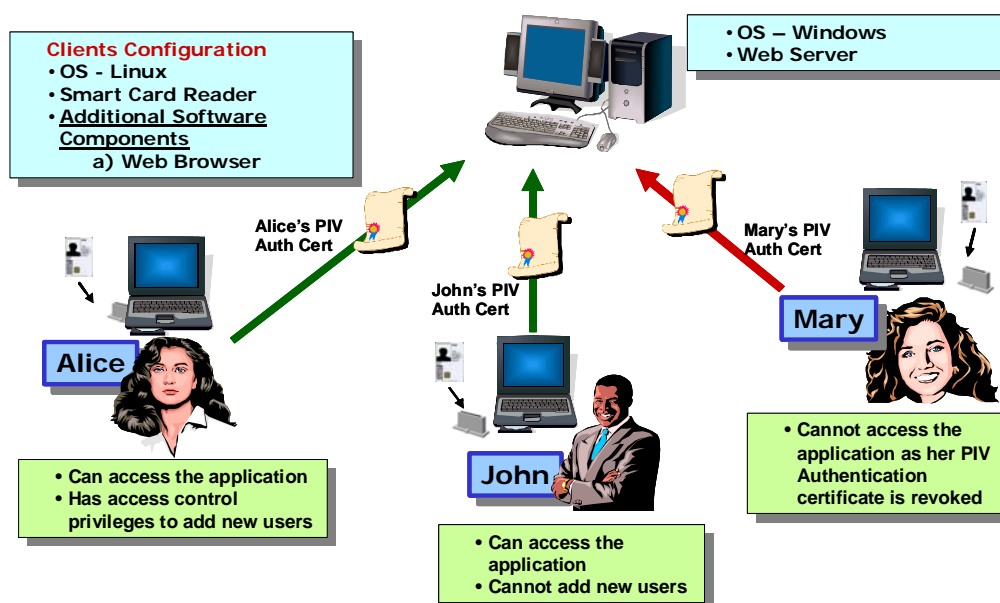 Clients Configuration
• OS - Linux
• Smart Card Reader
• Additional Software
Components
a) Web Browser
• OS – Windows
• Web Server
Alice's PIV
Auth Cert
John's PIV
Auth Cert
Mary's PIV
Auth Cert
Alice
• Can access the application
• Has access control
privileges to add new users
John
• Can access the
application
• Cannot add new users
Mary
• Cannot access the
application as her PIV
Authentication
certificate is revoked